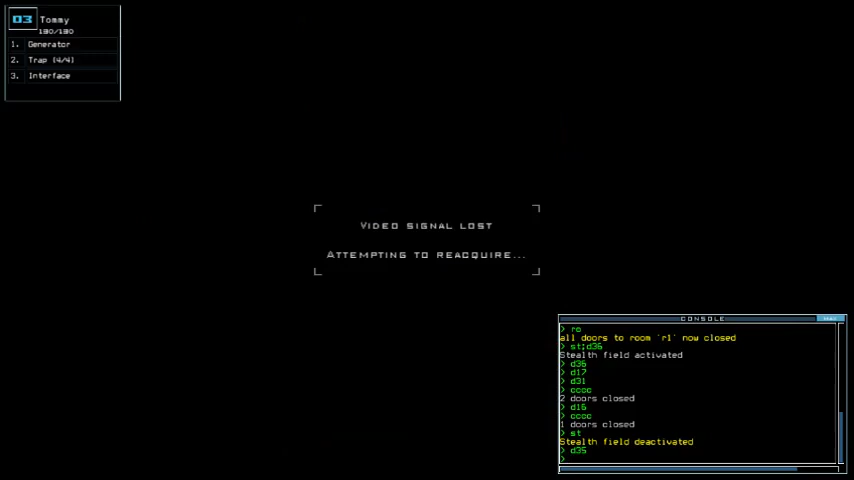 03 Tommy
180/180
1. Generator
2. Trap (4/4)
3. Interface
VIDEO SIGNAL LOST
ATTEMPTING TO REACQUIRE...
CONSOLE
> ro
all doors to room 'r1' now closed
> st;d36
Stealth field activated
> d36
> d17
> d31
> cccc
2 doors closed
> d16
> cccc
1 doors closed
> st
Stealth field deactivated
> d35
>